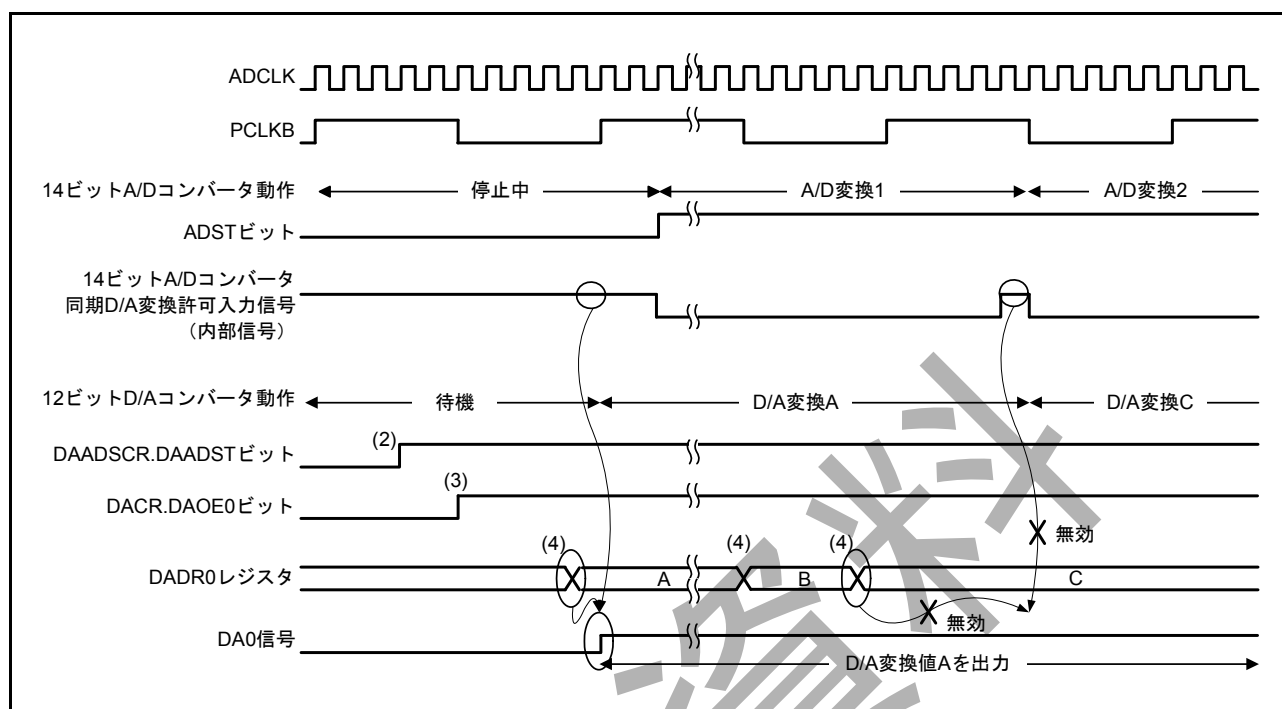 ADCLK
PCLKB
14ビットA/Dコンバータ動作
停止中
A/D変換1
A/D変換2
ADSTビット
14ビットA/Dコンバータ
同期D/A変換許可入力信号
（内部信号）
12ビットD/Aコンバータ動作
待機
D/A変換A
D/A変換C
DAADSCR.DAADSTビット
(2)
DACR.DAOE0ビット
(3)
無効
DADR0レジスタ
(4)
A
(4)
B
(4)
C
無効
DA0信号
D/A変換値Aを出力
資料